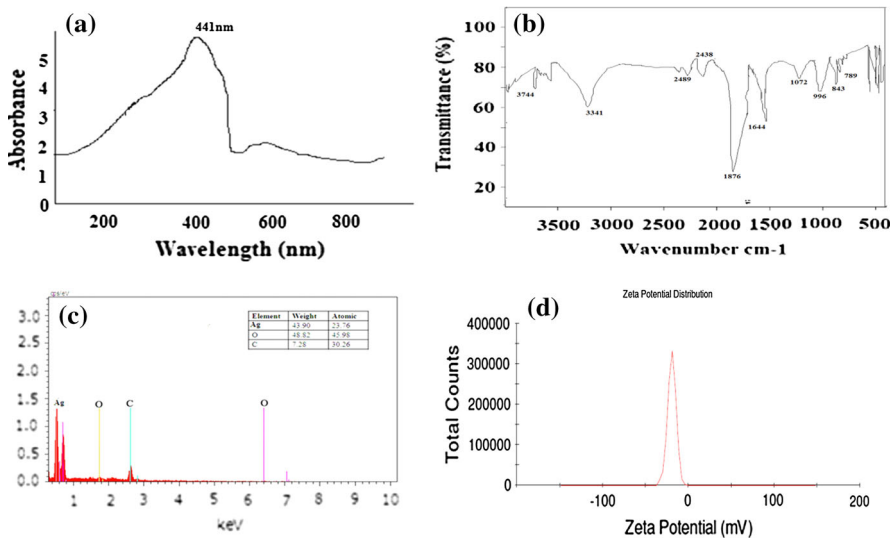 (a)
441nm
Absorbance
5
4
3
2
1
0
200 400 600 800
Wavelength (nm)
(b)
Transmittance (%)
110
80
60
40
20
3744
3341
2489
2438
1876
1644
1072
996
843
789
3500 3000 2500 2000 1500 1000 500
Wavenumber cm-1
(c)
3.0
2.5
2.0
1.5
1.0
0.5
0.0
Element Weight Atomic
Ag 43.90 23.76
O 48.82 45.98
C 7.28 30.26
Ag O C O
1 2 3 4 5 6 7 8 9 10
keV
(d)
Zeta Potential Distribution
Total Counts
400000
300000
200000
100000
0
-100 0 100 200
Zeta Potential (mV)